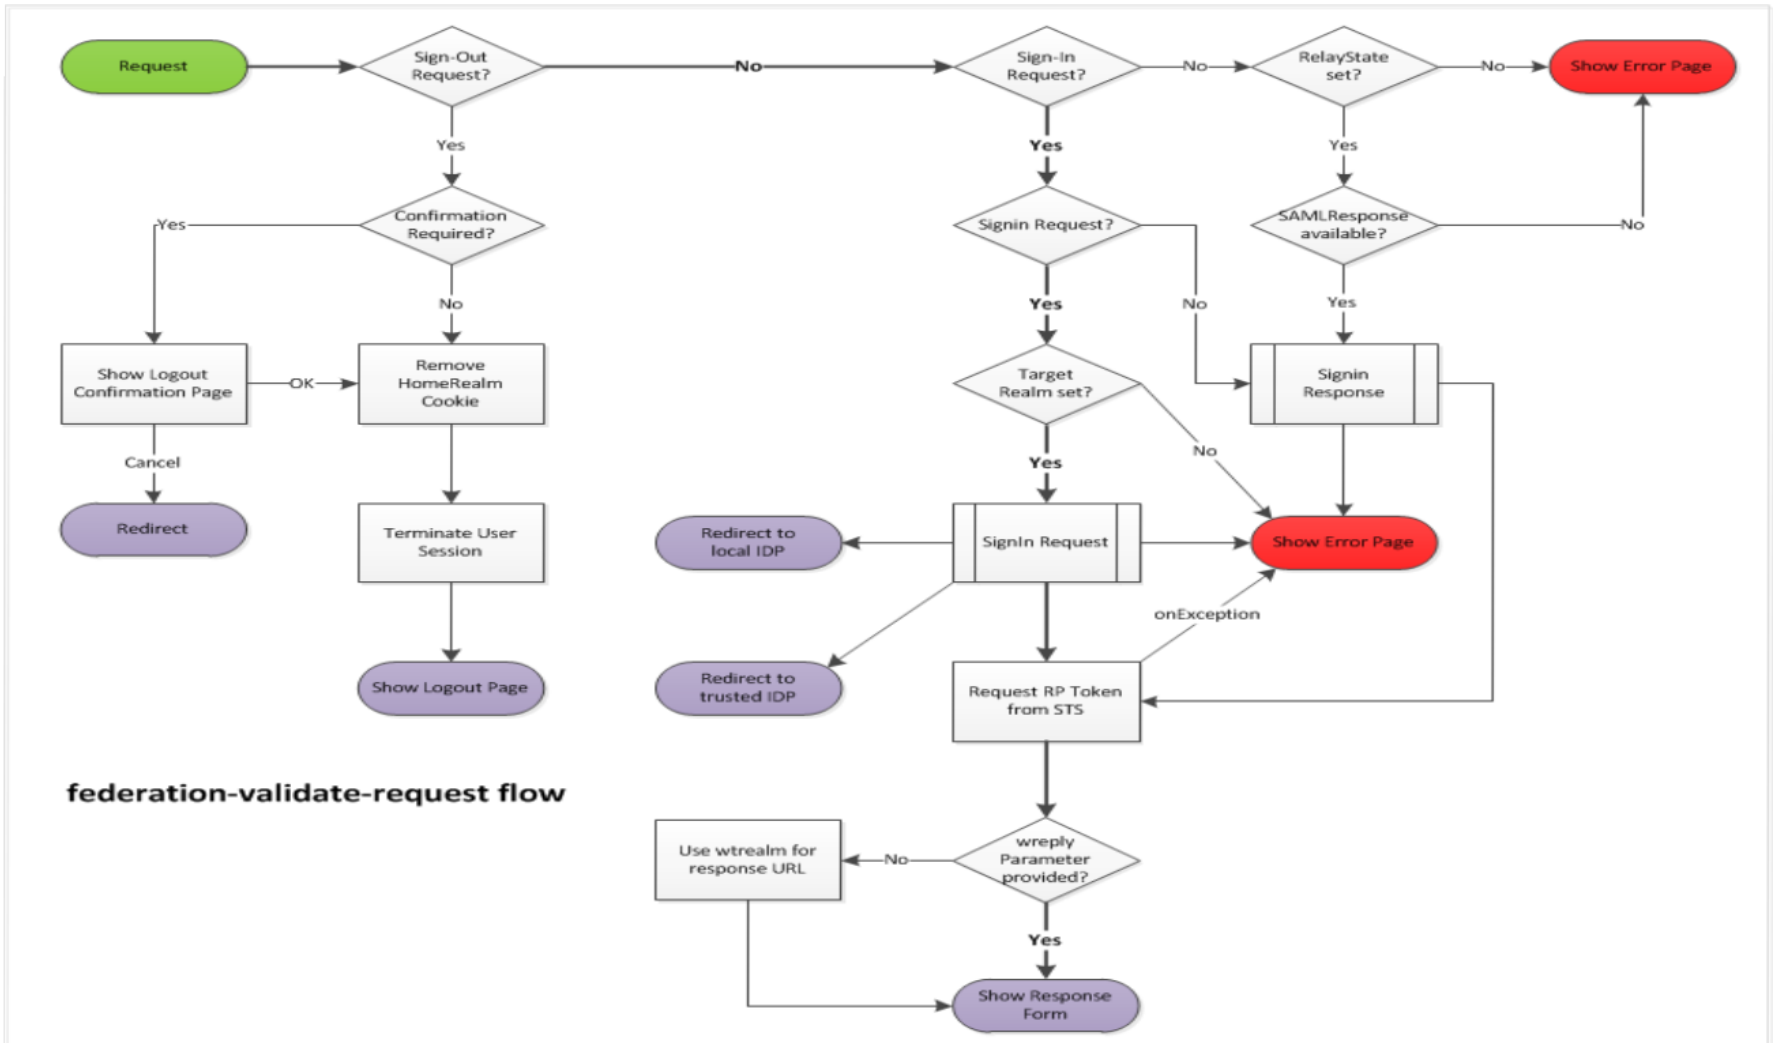 Request
Sign-Out
Request?
No
Sign-In
Request?
No
RelayState
set?
No
Show Error Page
Yes
Yes
Yes
Yes
Confirmation
Required?
Signin Request?
SAMLResponse
available?
No
No
Yes
No
Yes
Show Logout
Confirmation Page
OK
Remove
HomeRealm
Cookie
Target
Realm set?
Signin
Response
Cancel
Yes
No
Redirect
Terminate User
Session
Redirect to
local IDP
SignIn Request
Show Error Page
onException
Show Logout Page
Redirect to
trusted IDP
Request RP Token
from STS
federation-validate-request flow
Use wtrealm for
response URL
No
wreply
Parameter
provided?
Yes
Show Response
Form